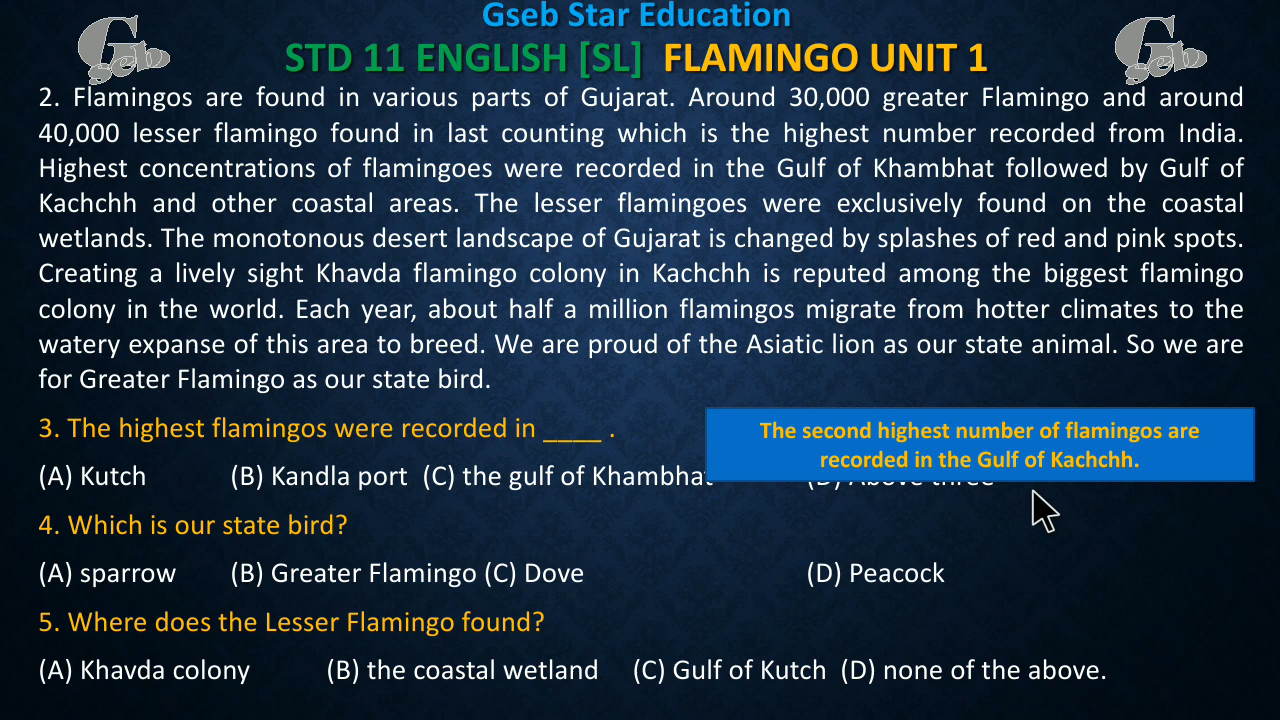 Gseb Star Education
Gseb
STD 11 ENGLISH [SL] FLAMINGO UNIT 1
Gseb
2. Flamingos are found in various parts of Gujarat. Around 30,000 greater Flamingo and around
40,000 lesser flamingo found in last counting which is the highest number recorded from India.
Highest concentrations of flamingoes were recorded in the Gulf of Khambhat followed by Gulf of
Kachchh and other coastal areas. The lesser flamingoes were exclusively found on the coastal
wetlands. The monotonous desert landscape of Gujarat is changed by splashes of red and pink spots.
Creating a lively sight Khavda flamingo colony in Kachchh is reputed among the biggest flamingo
colony in the world. Each year, about half a million flamingos migrate from hotter climates to the
watery expanse of this area to breed. We are proud of the Asiatic lion as our state animal. So we are
for Greater Flamingo as our state bird.
3. The highest flamingos were recorded in ____ .
The second highest number of flamingos are
recorded in the Gulf of Kachchh.
(A) Kutch (B) Kandla port (C) the gulf of Khambhat (D) Above three
4. Which is our state bird?
(A) sparrow (B) Greater Flamingo (C) Dove (D) Peacock
5. Where does the Lesser Flamingo found?
(A) Khavda colony (B) the coastal wetland (C) Gulf of Kutch (D) none of the above.